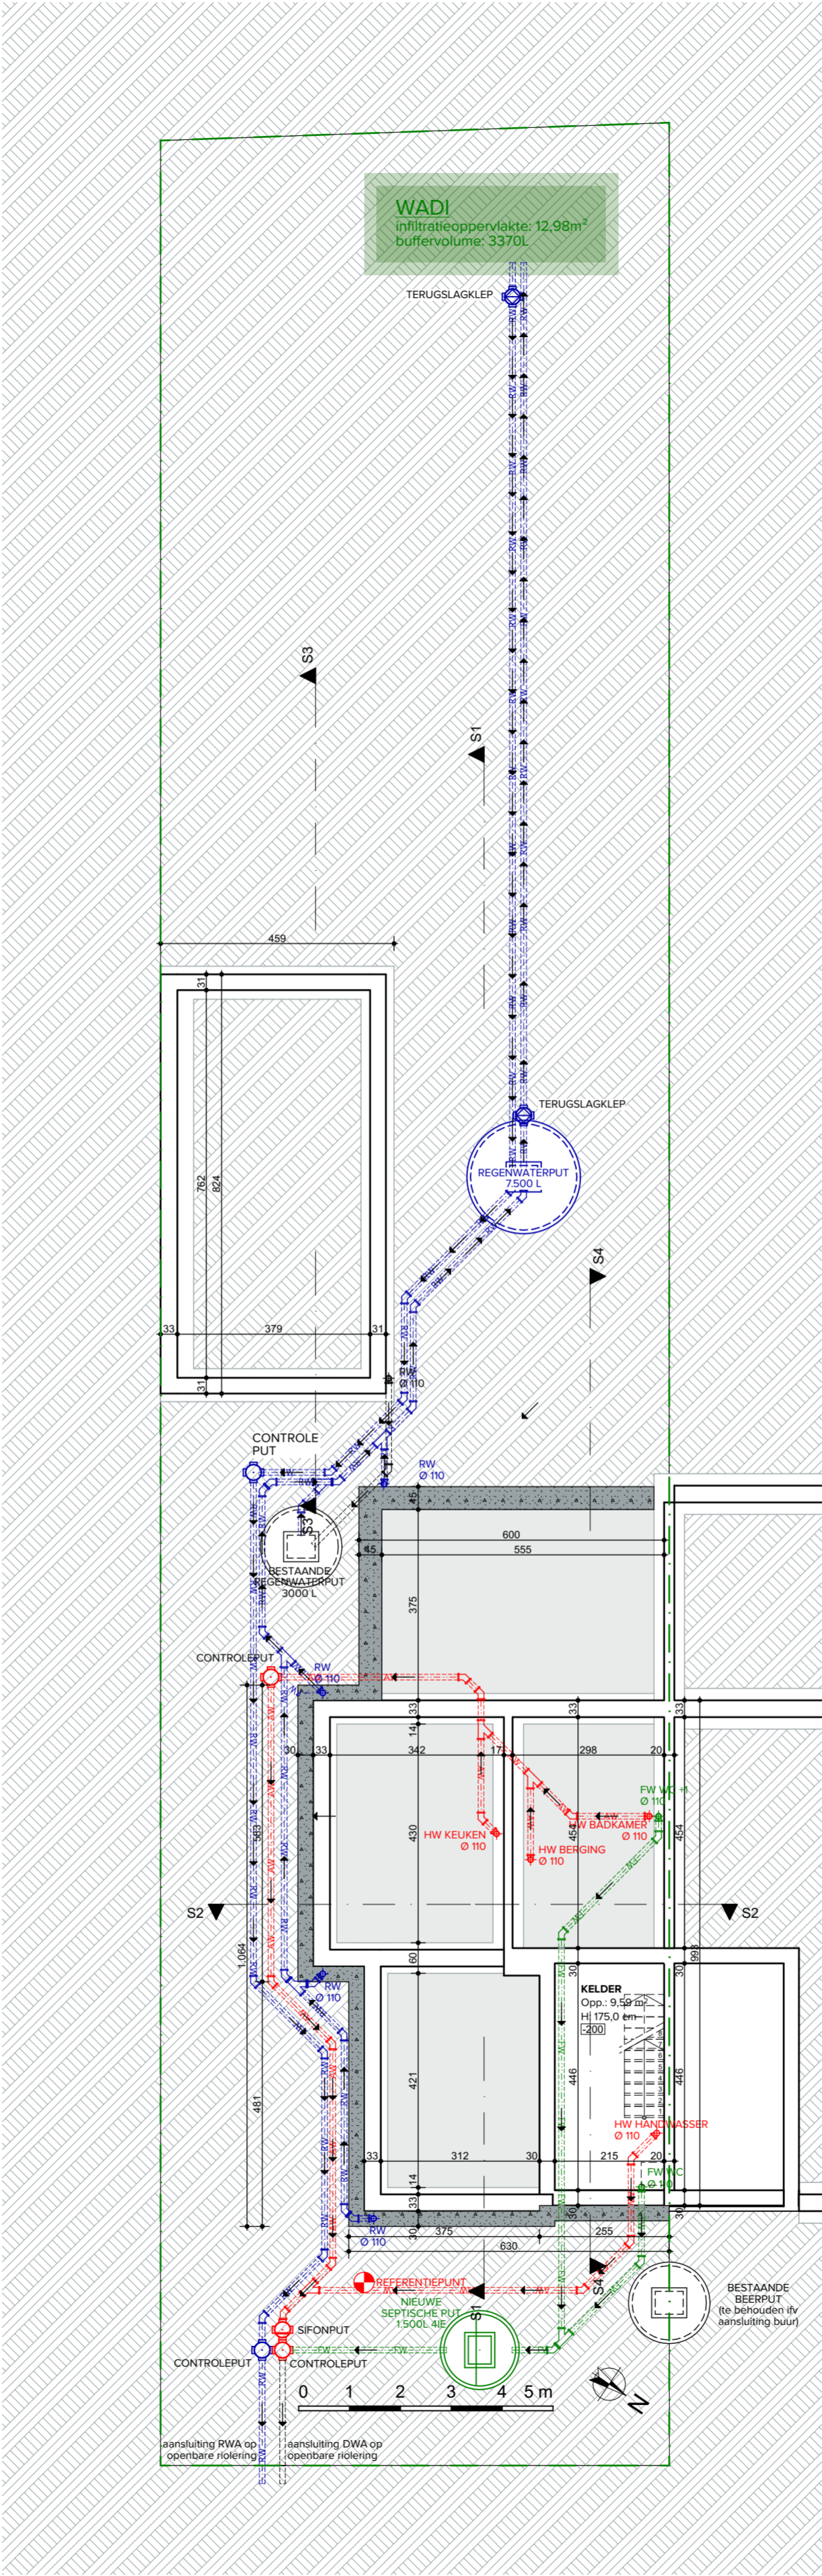 WADI
infiltratieoppervlakte: 12,98m²
buffervolume: 3370L
TERUGSLAGKLEP
S3
S1
459
31
762
824
TERUGSLAGKLEP
REGENWATERPUT
7.500 L
S4
33
379
31
31
RW
Ø 110
CONTROLE
PUT
RW
Ø 110
S3
45
600
45
555
BESTAANDE
REGENWATERPUT
3000 L
375
CONTROLEPUT
RW
Ø 110
33
33
33
14
30
33
342
17
298
20
FW WC +1
Ø 110
HW BADKAMER
Ø 110
HW KEUKEN
Ø 110
430
454
454
HW BERGING
Ø 110
583
S2
S2
1.064
60
993
30
30
RW
Ø 110
KELDER
Opp.: 9,59 m²
H: 175,0 cm
-200
421
446
446
481
HW HANDWASSER
Ø 110
33
312
30
215
20
14
FW WC
Ø 110
33
30
30
30
RW
Ø 110
375
255
630
REFERENTIEPUNT
S4
NIEUWE
SEPTISCHE PUT
1.500L 4IE
S1
BESTAANDE
BEERPUT
(te behouden ifv
aansluiting buur)
SIFONPUT
CONTROLEPUT
CONTROLEPUT
N
0 1 2 3 4 5 m
aansluiting RWA op
openbare riolering
aansluiting DWA op
openbare riolering